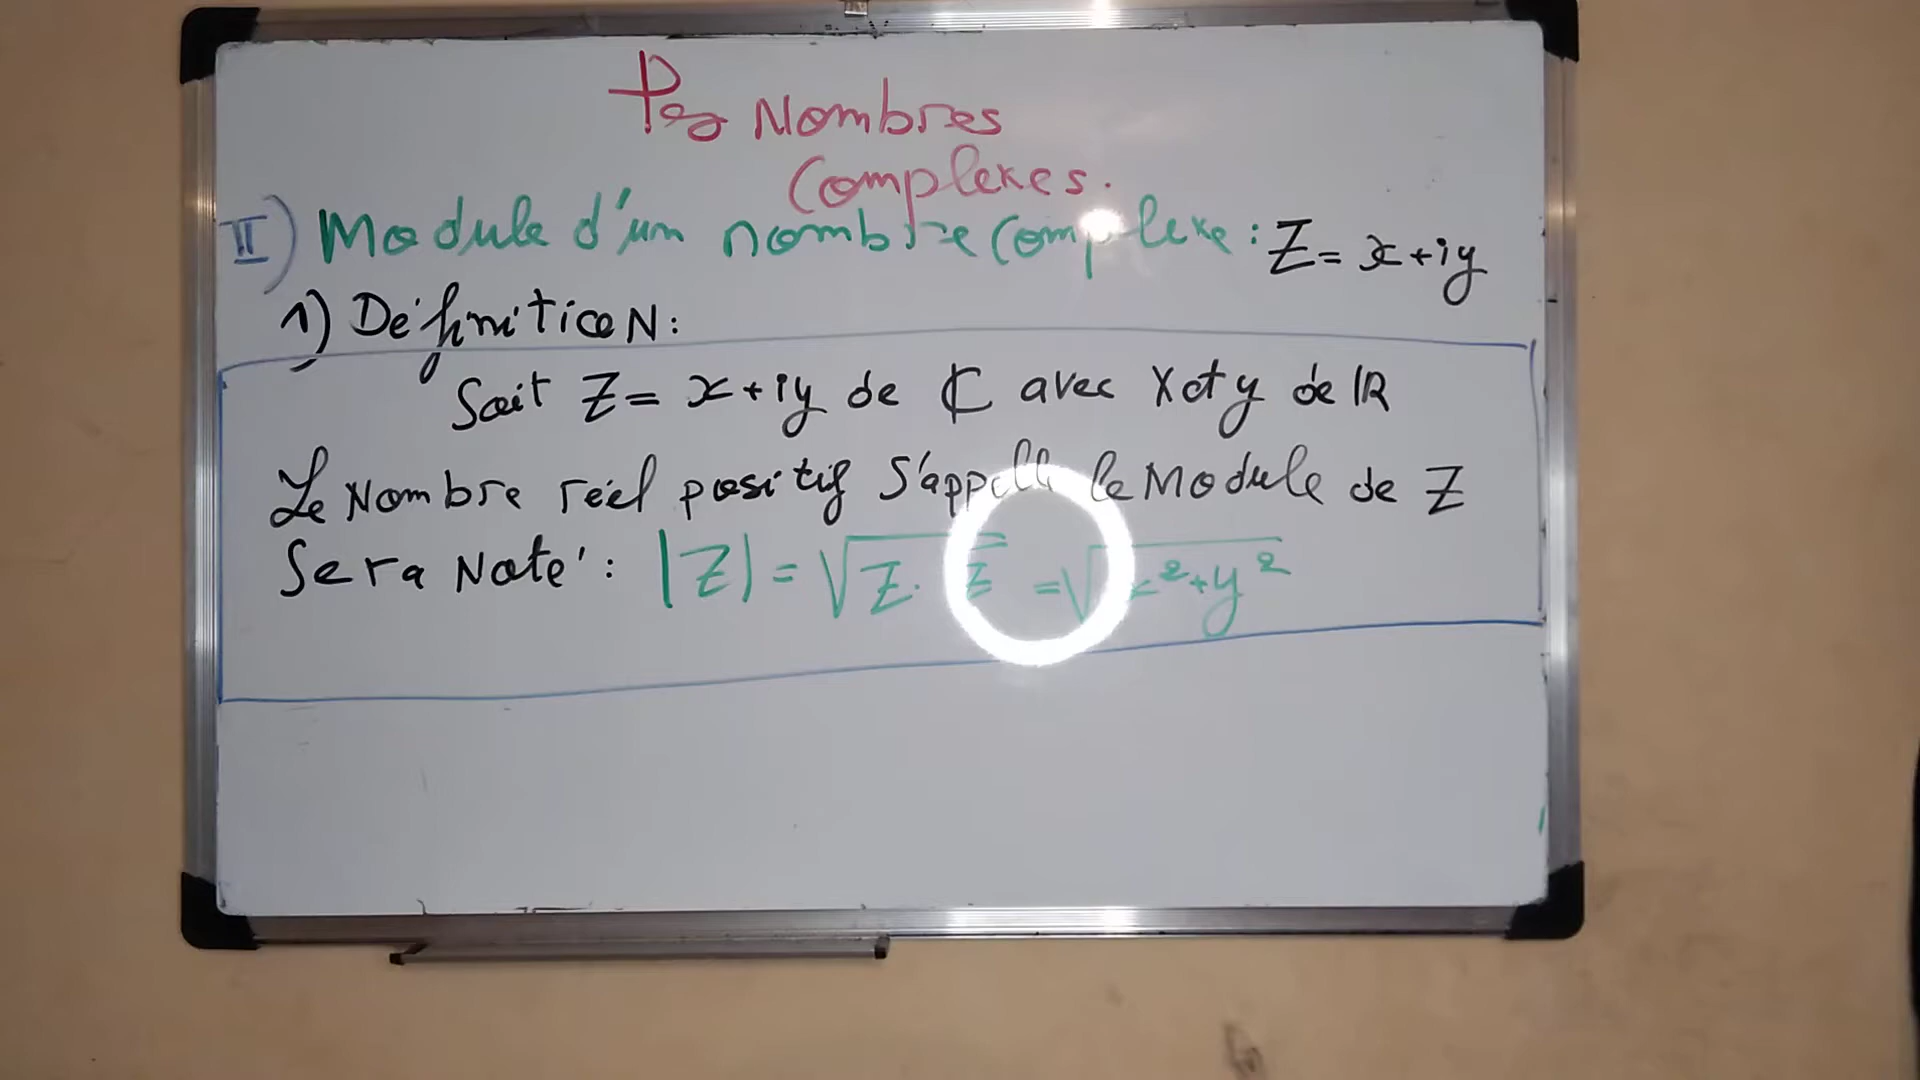 Les Nombres
Complexes.
II) Module d'un nombre Complexe : Z = x + iy
1) Définition :
Soit Z = x + iy de ℂ avec x et y de ℝ
Le Nombre réel positif s'appelle le Module de Z
Sera Noté : |Z| = √(Z · Z̅) = √(x² + y²)